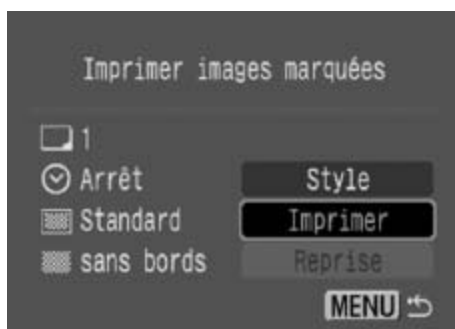 Imprimer images marquées
1
Arrêt Style
Standard Imprimer
sans bords Reprise
MENU